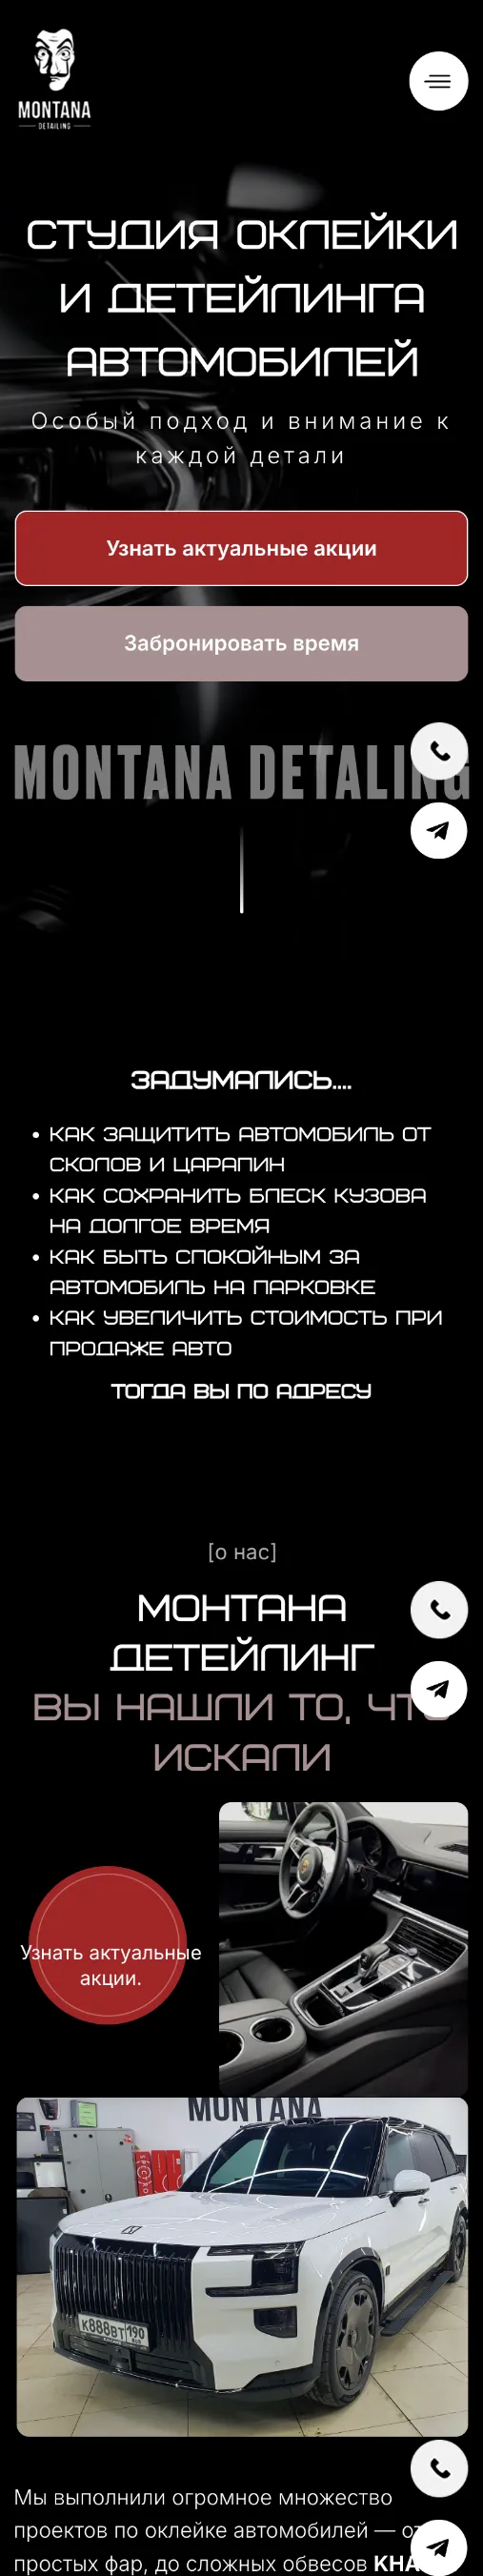 MONTANA
DETAILING
СТУДИЯ ОКЛЕЙКИ
И ДЕТЕЙЛИНГА
АВТОМОБИЛЕЙ
Особый подход и внимание к
каждой детали
Узнать актуальные акции
Забронировать время
MONTANA DETALING
ЗАДУМАЛИСЬ....
• КАК ЗАЩИТИТЬ АВТОМОБИЛЬ ОТ
СКОЛОВ И ЦАРАПИН
• КАК СОХРАНИТЬ БЛЕСК КУЗОВА
НА ДОЛГОЕ ВРЕМЯ
• КАК БЫТЬ СПОКОЙНЫМ ЗА
АВТОМОБИЛЬ НА ПАРКОВКЕ
• КАК УВЕЛИЧИТЬ СТОИМОСТЬ ПРИ
ПРОДАЖЕ АВТО
ТОГДА ВЫ ПО АДРЕСУ
[о нас]
МОНТАНА
ДЕТЕЙЛИНГ
ВЫ НАШЛИ ТО, ЧТО
ИСКАЛИ
Узнать актуальные
акции.
MONTANA
К888ВТ190
Мы выполнили огромное множество
проектов по оклейке автомобилей — от
простых фар, до сложных обвесов